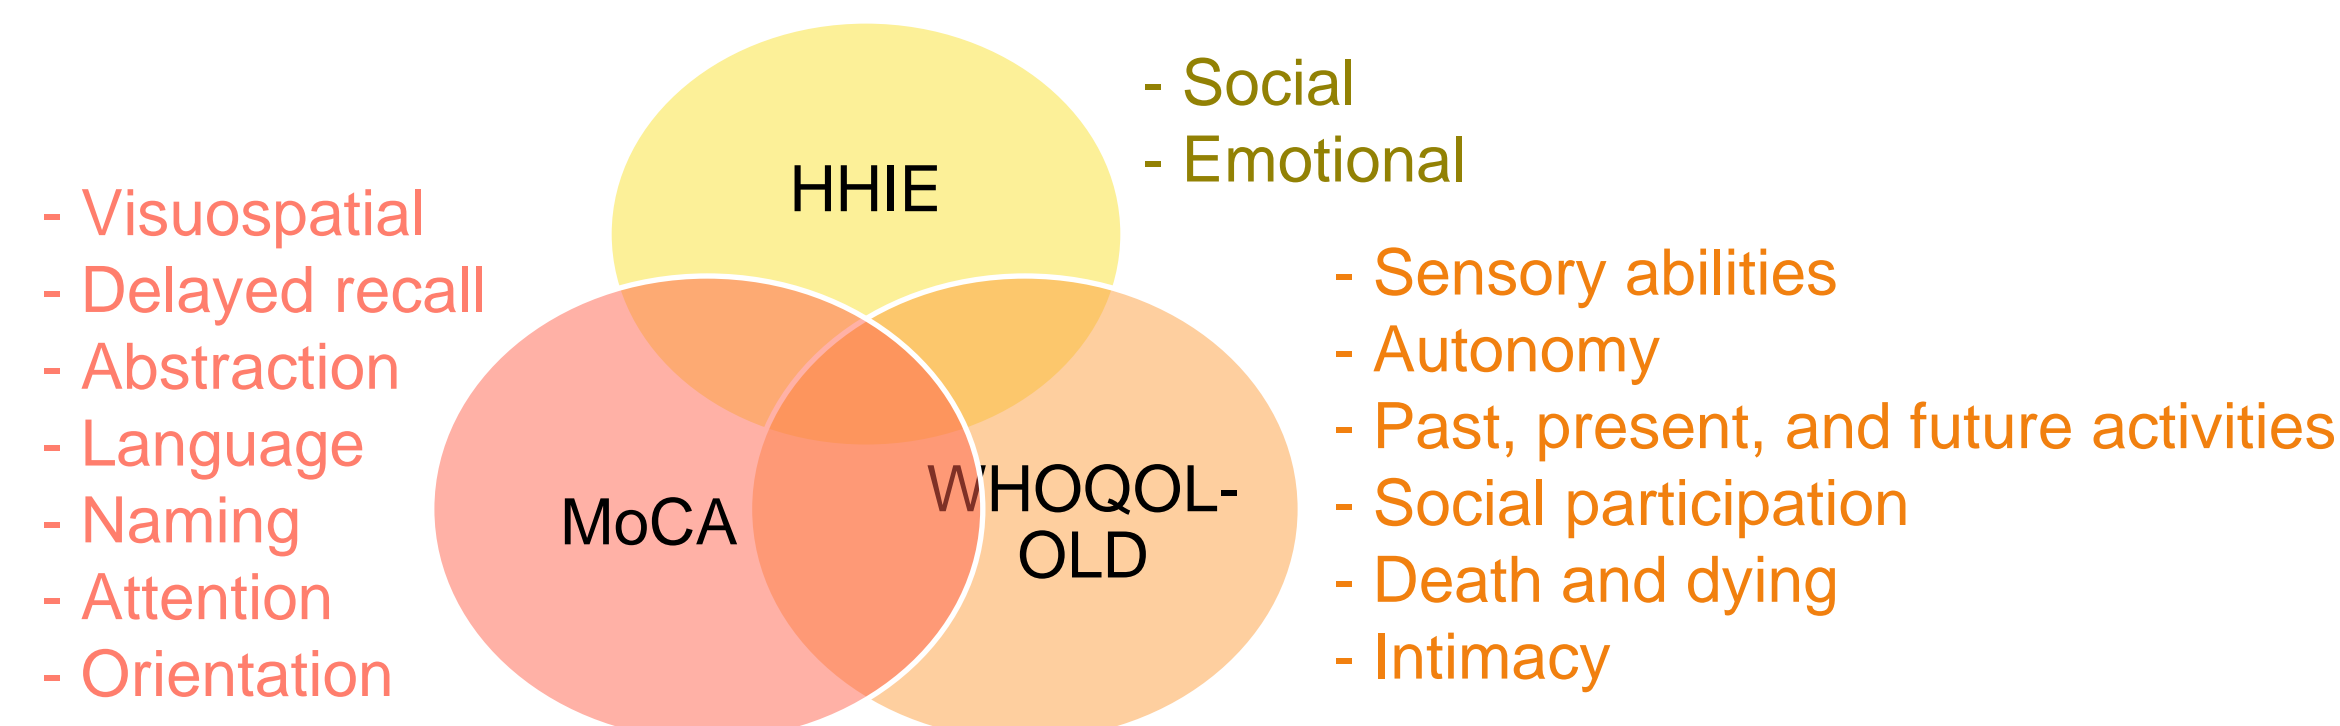 HHIE
- Social
- Emotional
- Visuospatial
- Delayed recall
- Abstraction
- Language
- Naming
- Attention
- Orientation
MoCA
WHOQOL-
OLD
- Sensory abilities
- Autonomy
- Past, present, and future activities
- Social participation
- Death and dying
- Intimacy